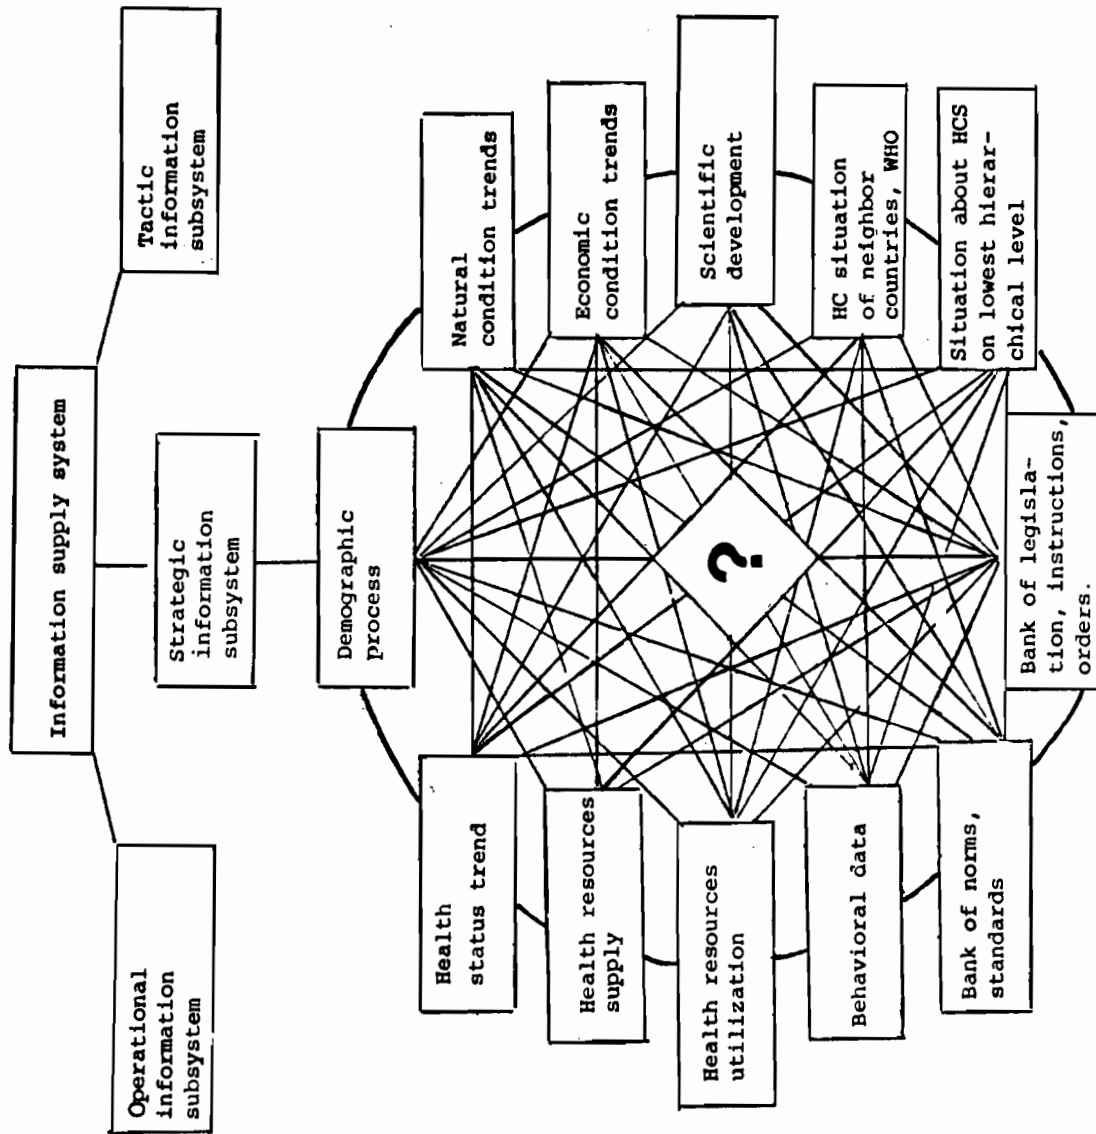 Information supply system
Operational
information
subsystem
Strategic
information
subsystem
Tactic
information
subsystem
Demographic
process
Health
status trend
Natural
condition trends
Health resources
supply
Economic
condition trends
Health resources
utilization
?
Scientific
development
Behavioral data
HC situation
of neighbor
countries, WHO
Bank of norms,
standards
Situation about HCS
on lowest hierar-
chical level
Bank of legisla-
tion, instructions,
orders.